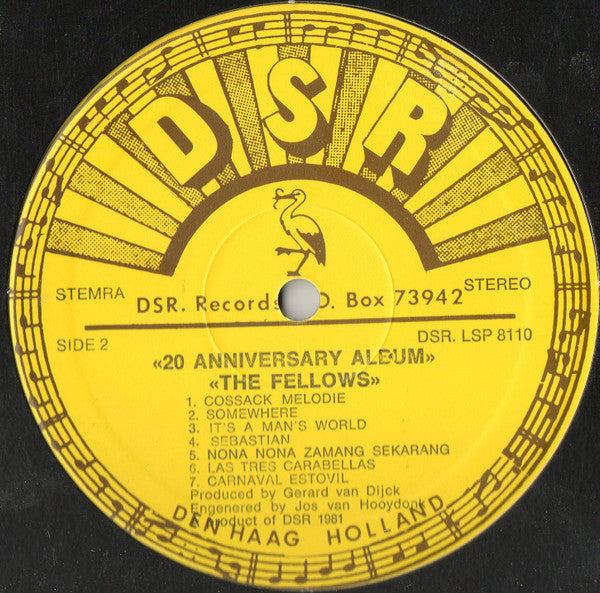 DSR
STEMRA
STEREO
DSR. Records O. Box 73942
SIDE 2
DSR. LSP 8110
«20 ANNIVERSARY ALBUM»
«THE FELLOWS»
1. COSSACK MELODIE
2. SOMEWHERE
3. IT'S A MAN'S WORLD
4. SEBASTIAN
5. NONA NONA ZAMANG SEKARANG
6. LAS TRES CARABELLAS
7. CARNAVAL ESTOVIL
Produced by Gerard van Dijck
Engenered by Jos van Hooydonk
Product of DSR 1981
DEN HAAG HOLLAND